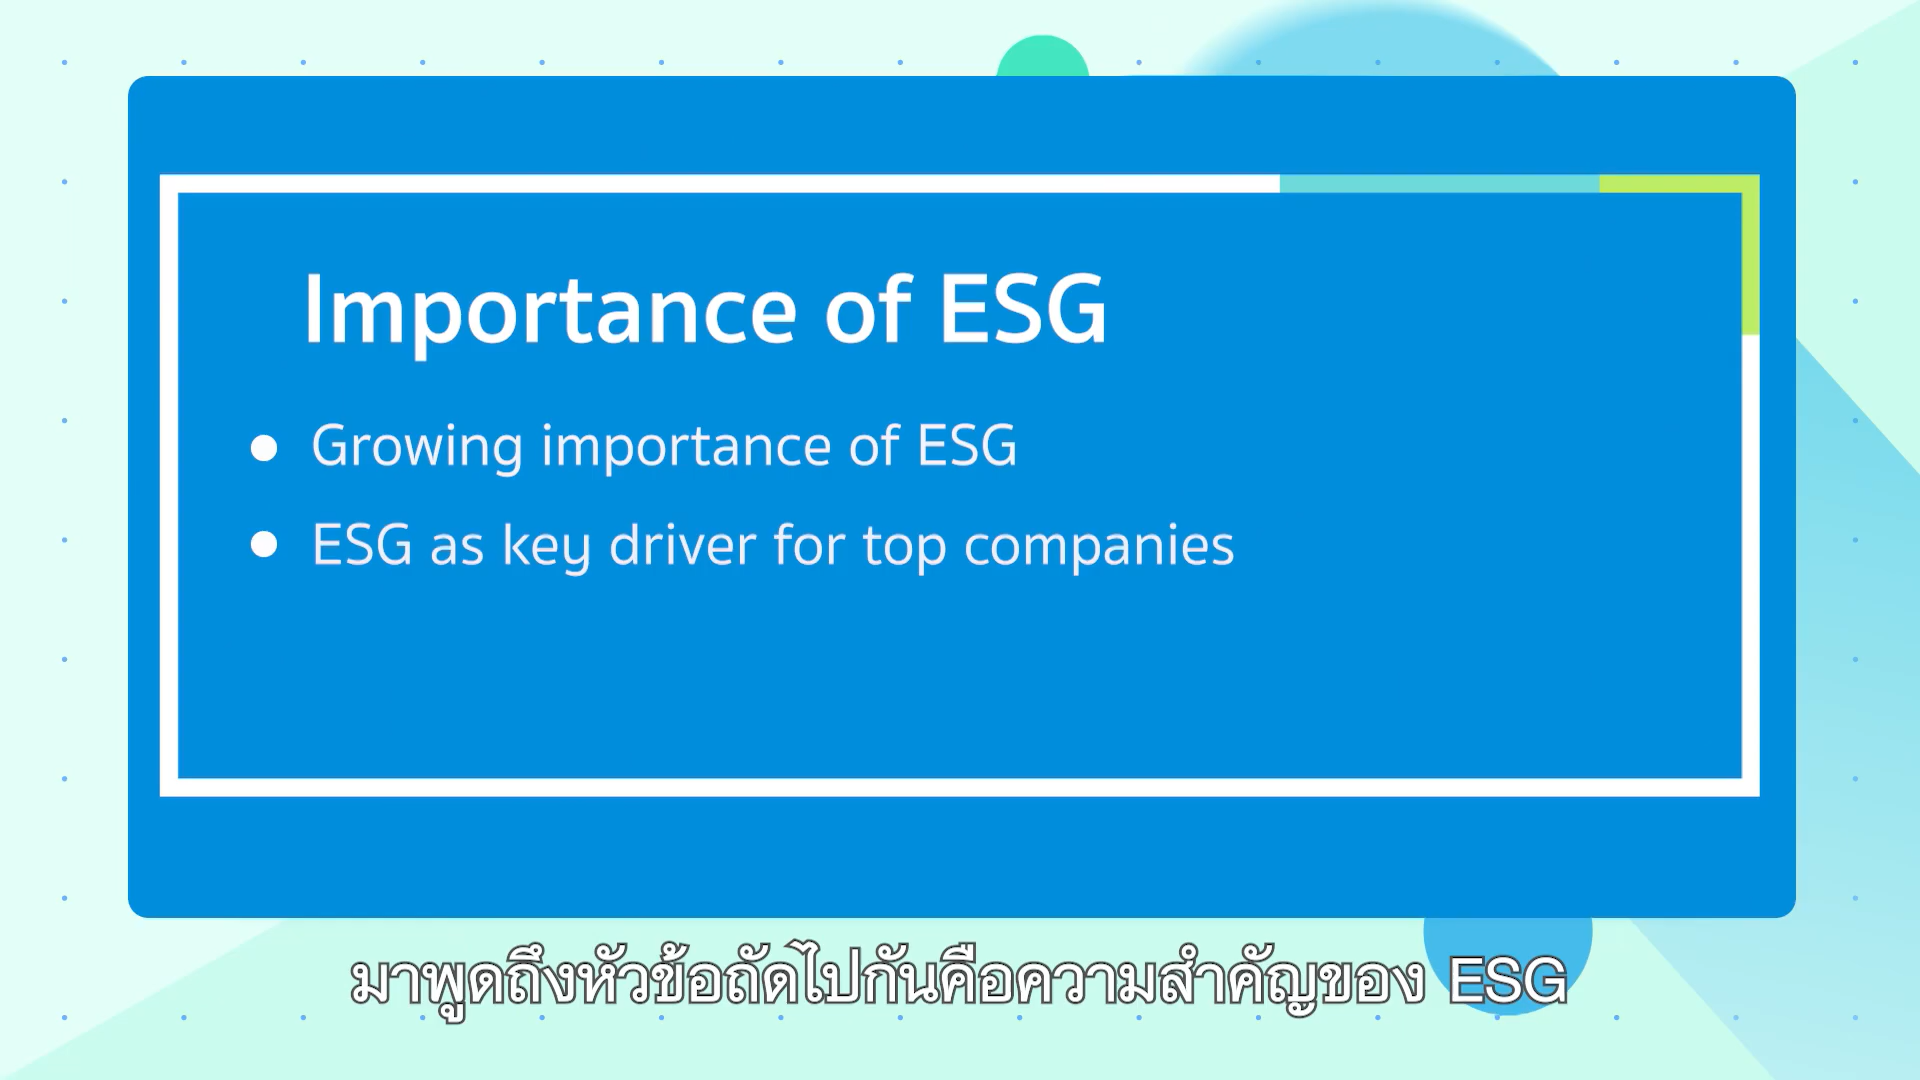 Importance of ESG
Growing importance of ESG
ESG as key driver for top companies
มาพูดถึงหัวข้อถัดไปกันคือความสำคัญของ ESG